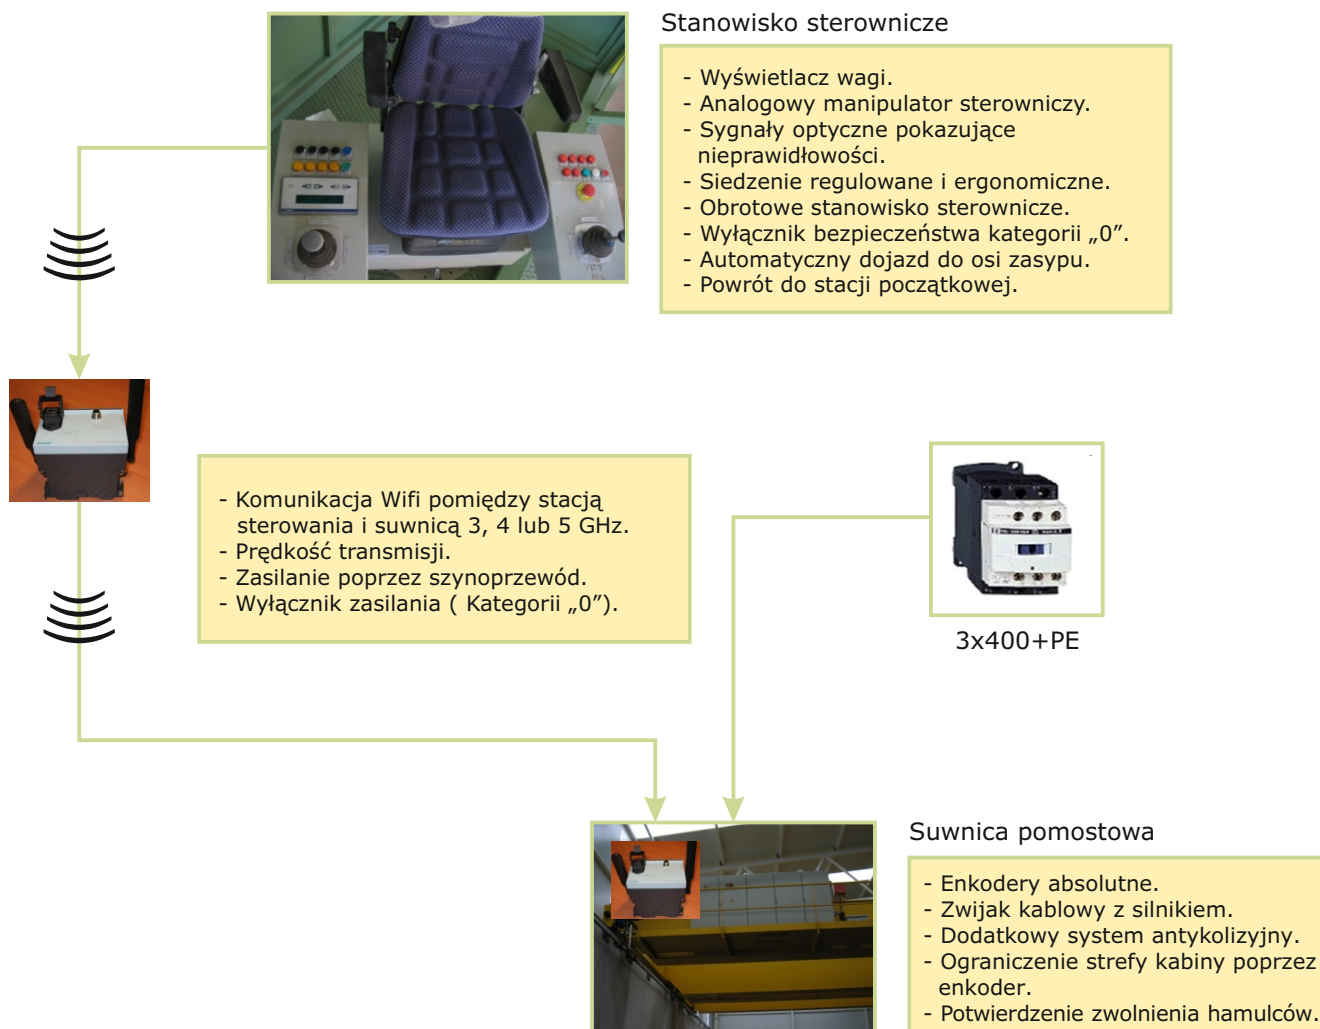 Stanowisko sterownicze
- Wyświetlacz wagi.
- Analogowy manipulator sterowniczy.
- Sygnały optyczne pokazujące
nieprawidłowości.
- Siedzenie regulowane i ergonomiczne.
- Obrotowe stanowisko sterownicze.
- Wyłącznik bezpieczeństwa kategorii „0”.
- Automatyczny dojazd do osi zasypu.
- Powrót do stacji początkowej.
- Komunikacja Wifi pomiędzy stacją
sterowania i suwnicą 3, 4 lub 5 GHz.
- Prędkość transmisji.
- Zasilanie poprzez szynoprzewód.
- Wyłącznik zasilania ( Kategorii „0”).
3x400+PE
Suwnica pomostowa
- Enkodery absolutne.
- Zwijak kablowy z silnikiem.
- Dodatkowy system antykolizyjny.
- Ograniczenie strefy kabiny poprzez
enkoder.
- Potwierdzenie zwolnienia hamulców.